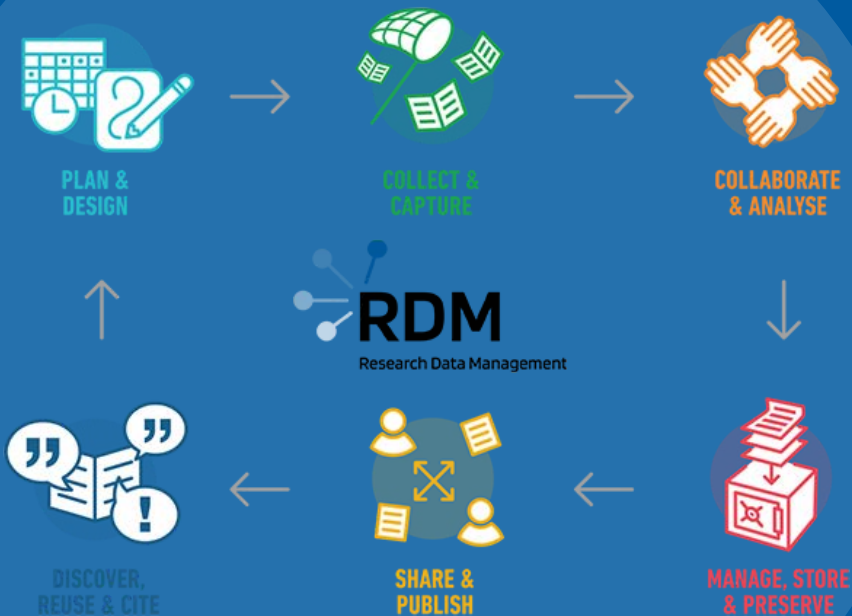 PLAN &
DESIGN
COLLECT &
CAPTURE
COLLABORATE
& ANALYSE
RDM
Research Data Management
DISCOVER,
REUSE & CITE
SHARE &
PUBLISH
MANAGE, STORE
& PRESERVE